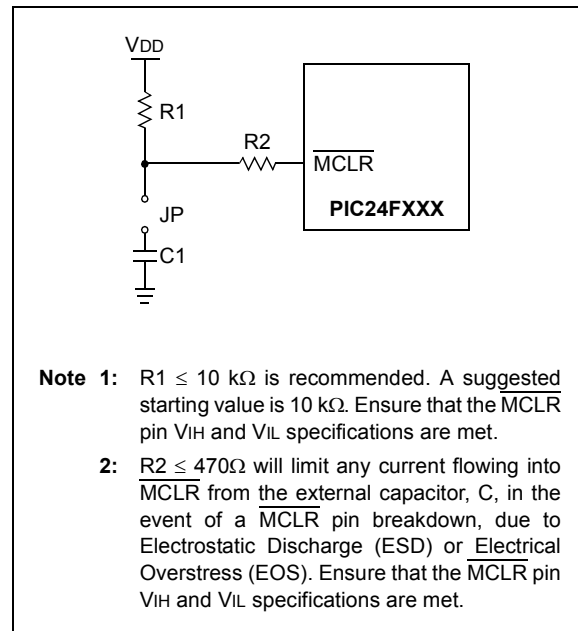 VDD
R1
R2
MCLR
PIC24FXXX
JP
C1
Note 1: R1 ≤ 10 kΩ is recommended. A suggested
starting value is 10 kΩ. Ensure that the MCLR
pin VIH and VIL specifications are met.
2: R2 ≤ 470Ω will limit any current flowing into
MCLR from the external capacitor, C, in the
event of a MCLR pin breakdown, due to
Electrostatic Discharge (ESD) or Electrical
Overstress (EOS). Ensure that the MCLR pin
VIH and VIL specifications are met.